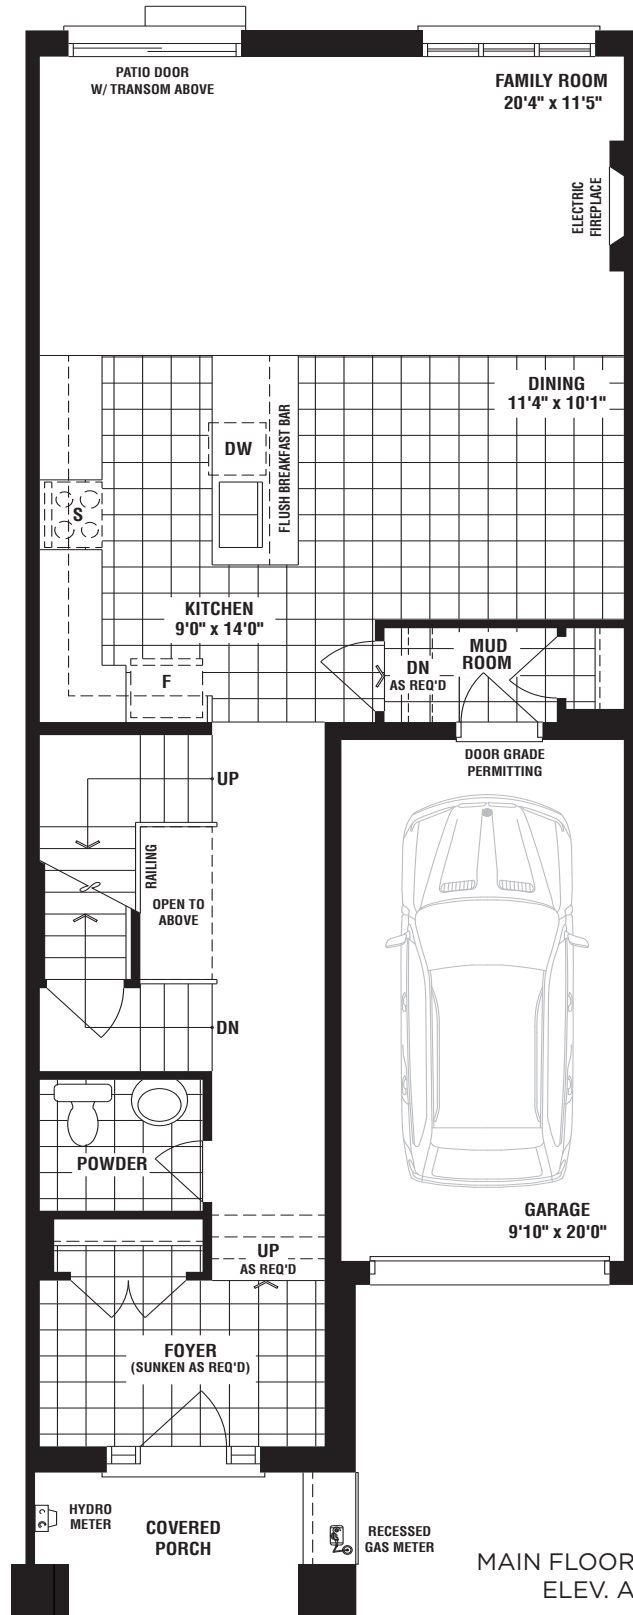 PATIO DOOR
W/ TRANSOM ABOVE
FAMILY ROOM
20'4" x 11'5"
ELECTRIC
FIREPLACE
DINING
11'4" x 10'1"
DW
FLUSH BREAKFAST BAR
S
KITCHEN
9'0" x 14'0"
F
DN
AS REQ'D
MUD
ROOM
DOOR GRADE
PERMITTING
UP
RAILING
OPEN TO
ABOVE
DN
POWDER
GARAGE
9'10" x 20'0"
UP
AS REQ'D
FOYER
(SUNKEN AS REQ'D)
HYDRO
METER
COVERED
PORCH
RECESSED
GAS METER
MAIN FLOOR
ELEV. A